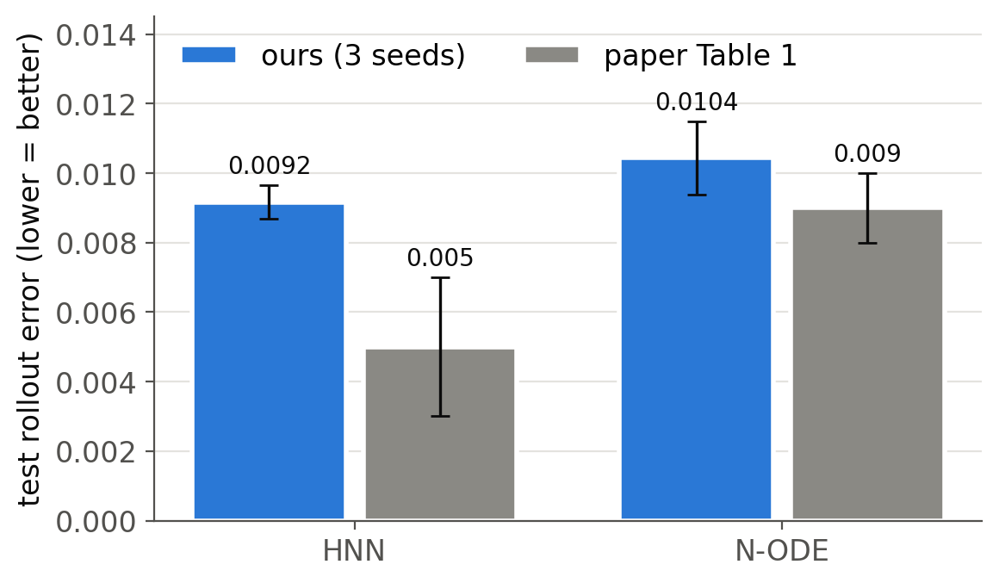 test rollout error (lower = better)
0.014
0.012
0.010
0.008
0.006
0.004
0.002
0.000
ours (3 seeds)
paper Table 1
0.0092
0.005
0.0104
0.009
HNN
N-ODE